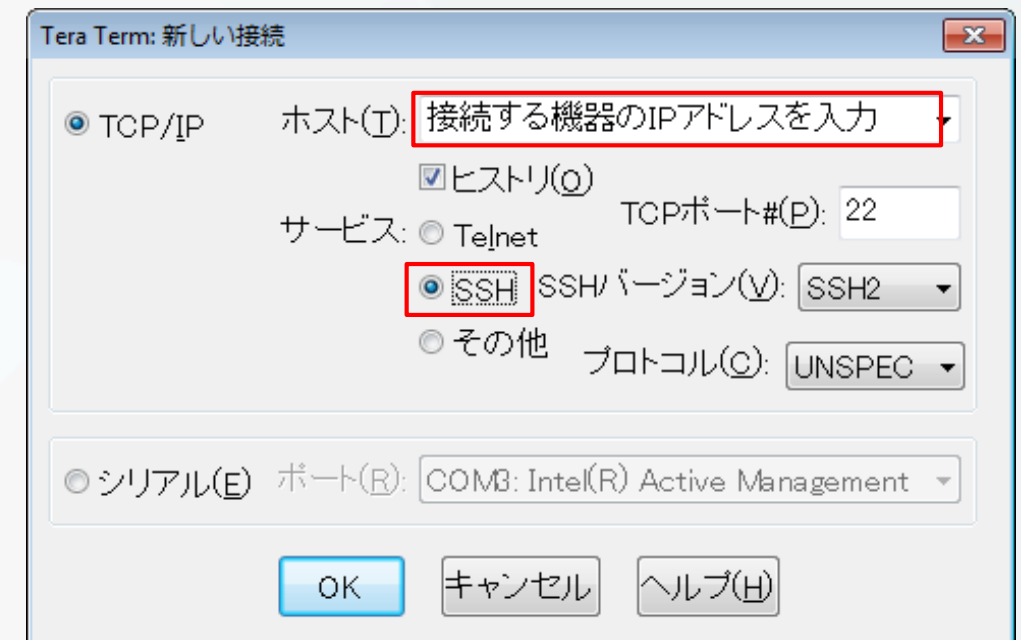 Tera Term: 新しい接続
TCP/IP ホスト(T): 接続する機器のIPアドレスを入力
ヒストリ(O)
サービス: Telnet TCPポート#(P): 22
SSH SSHバージョン(V): SSH2
その他 プロトコル(C): UNSPEC
シリアル(E) ポート(R): COM3: Intel(R) Active Management
OK キャンセル ヘルプ(H)